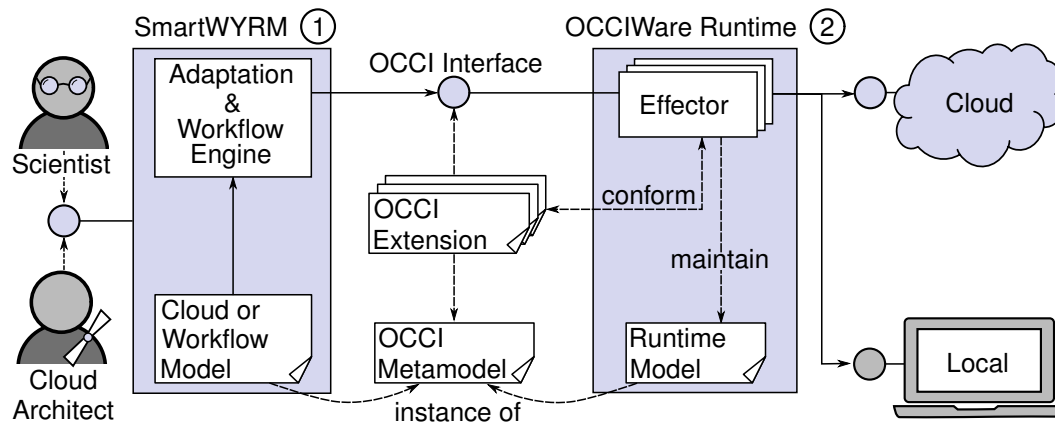 SmartWYRM 1
OCCIWare Runtime 2
OCCI Interface
Adaptation
&
Workflow
Engine
Effector
Cloud
Scientist
OCCI
Extension
conform
maintain
Cloud or
Workflow
Model
OCCI
Metamodel
Runtime
Model
Local
Cloud
Architect
instance of